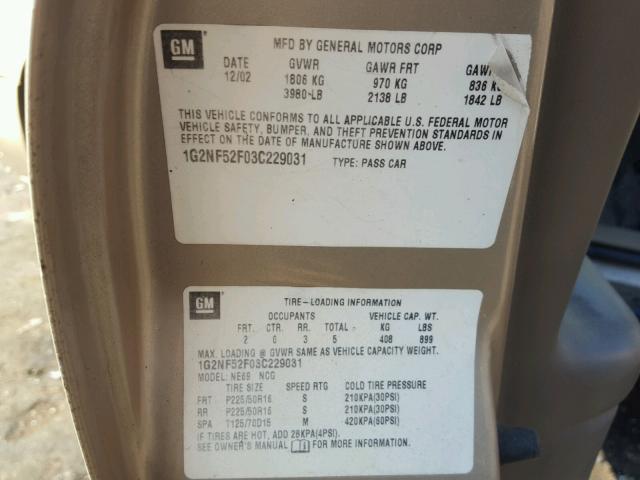 GM
MFD BY GENERAL MOTORS CORP
DATE GVWR GAWR FRT GAWR
12/02 1806 KG 970 KG 836 KG
3980 LB 2138 LB 1842 LB
THIS VEHICLE CONFORMS TO ALL APPLICABLE U.S. FEDERAL MOTOR
VEHICLE SAFETY, BUMPER, AND THEFT PREVENTION STANDARDS IN
EFFECT ON THE DATE OF MANUFACTURE SHOWN ABOVE.
1G2NF52F03C229031 TYPE: PASS CAR
GM
TIRE-LOADING INFORMATION
OCCUPANTS VEHICLE CAP. WT.
FRT. CTR. RR. TOTAL KG LBS
2 0 3 5 408 899
MAX. LOADING @ GVWR SAME AS VEHICLE CAPACITY WEIGHT.
1G2NF52F03C229031
MODEL: NE69 NCG
TIRE SIZE SPEED RTG COLD TIRE PRESSURE
FRT P225/50R16 S 210KPA(30PSI)
RR P225/50R16 S 210KPA(30PSI)
SPA T125/70D15 M 420KPA(60PSI)
IF TIRES ARE HOT, ADD 28KPA(4PSI).
SEE OWNER'S MANUAL FOR MORE INFORMATION.